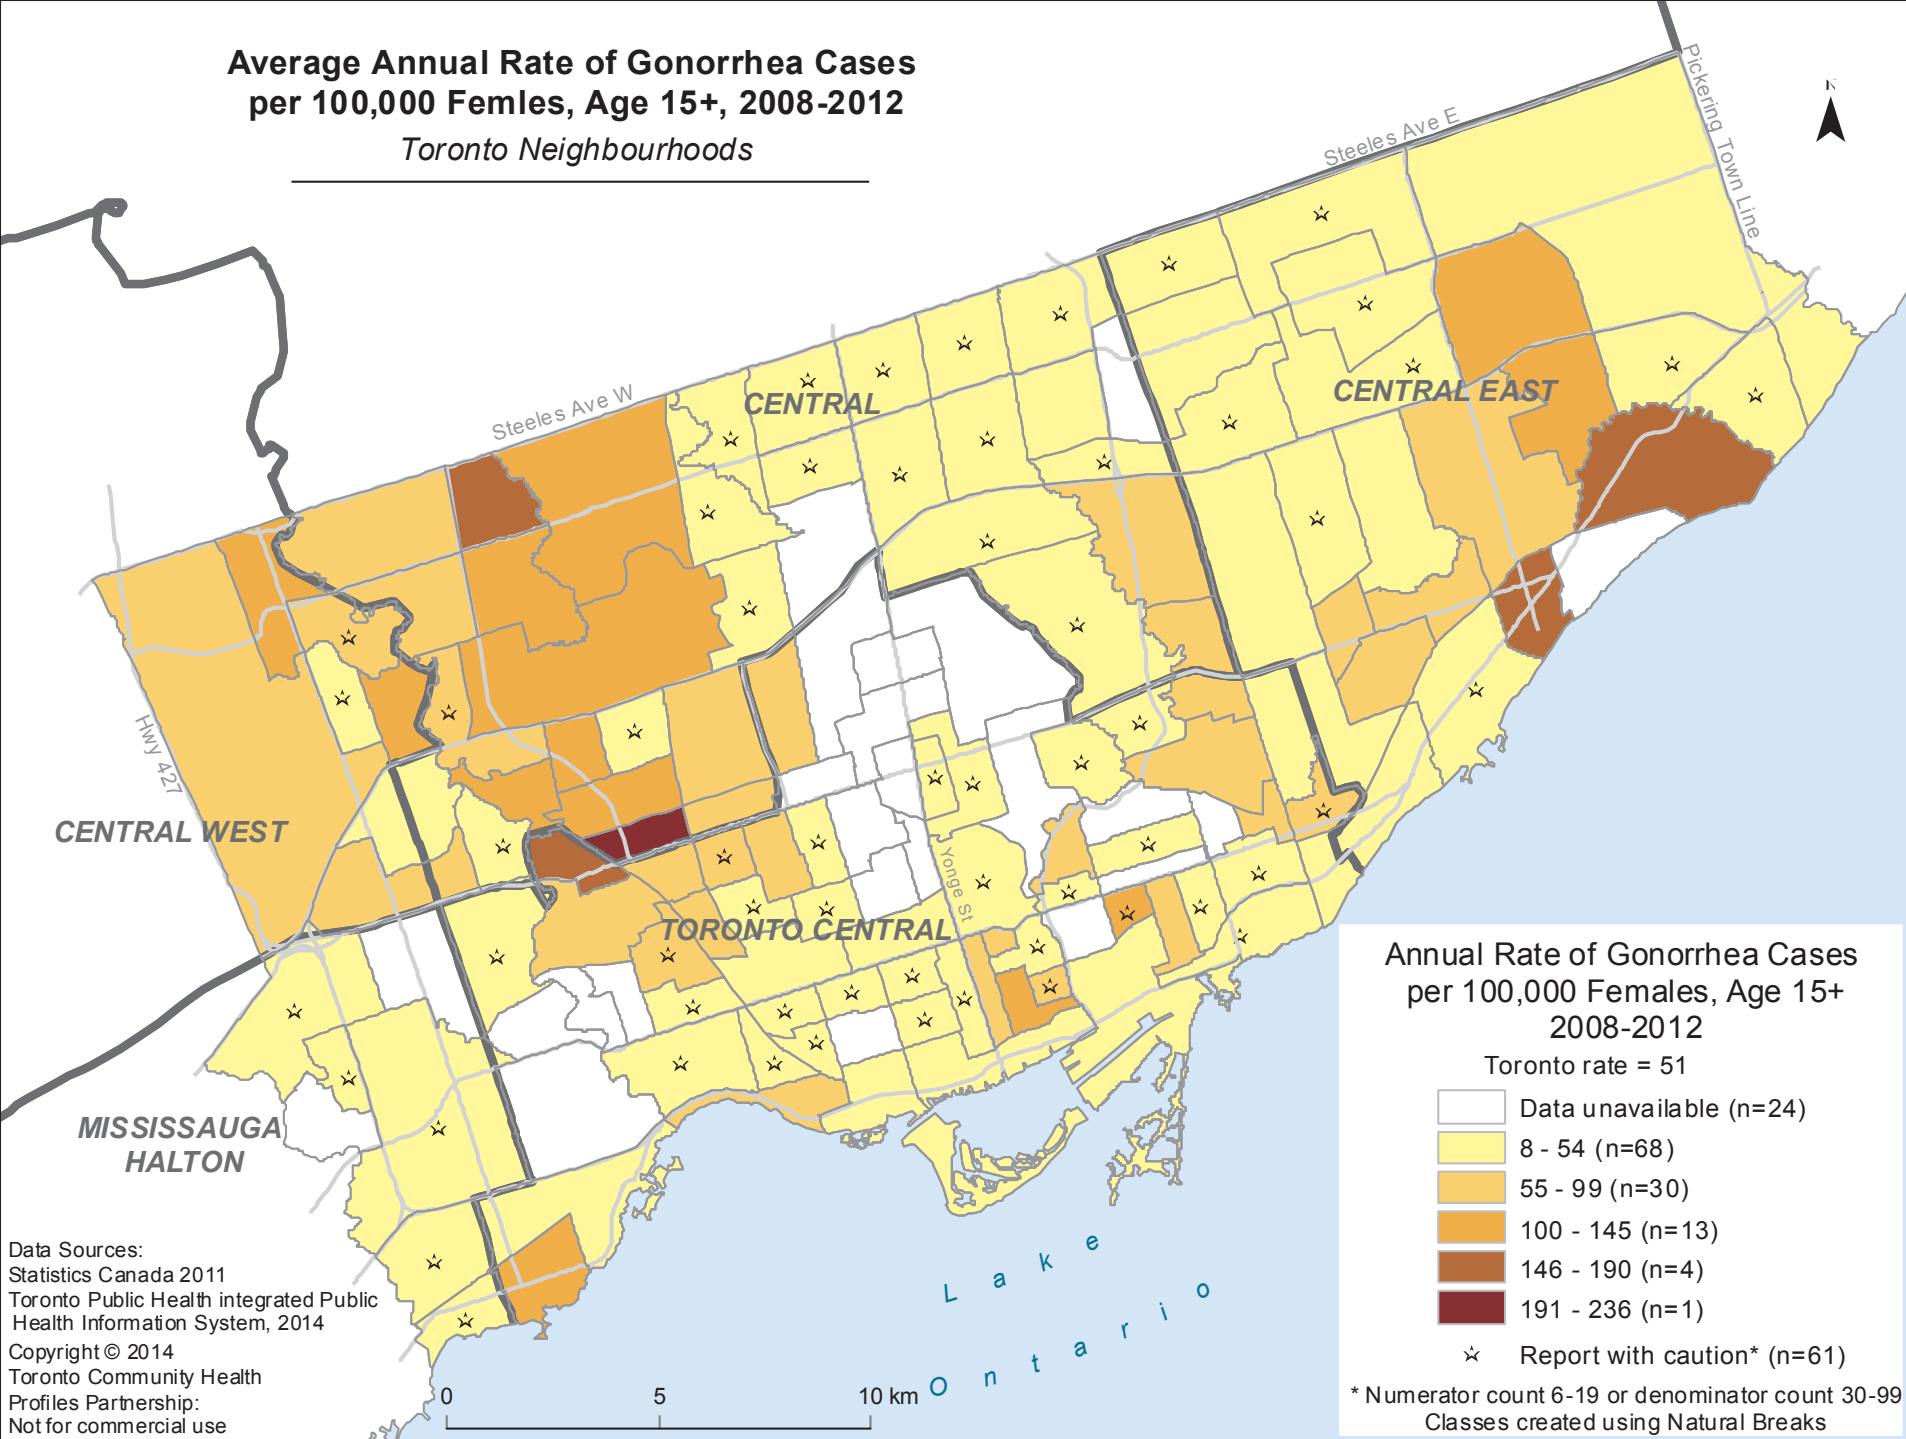 Average Annual Rate of Gonorrhea Cases
per 100,000 Femles, Age 15+, 2008-2012
Toronto Neighbourhoods
N
Pickering Town Line
Steeles Ave E
Steeles Ave W
CENTRAL
CENTRAL EAST
Hwy 427
CENTRAL WEST
Yonge St
TORONTO CENTRAL
MISSISSAUGA
HALTON
Lake
Ontario
Annual Rate of Gonorrhea Cases
per 100,000 Females, Age 15+
2008-2012
Toronto rate = 51
Data unavailable (n=24)
8 - 54 (n=68)
55 - 99 (n=30)
100 - 145 (n=13)
146 - 190 (n=4)
191 - 236 (n=1)
Report with caution* (n=61)
* Numerator count 6-19 or denominator count 30-99
Classes created using Natural Breaks
Data Sources:
Statistics Canada 2011
Toronto Public Health integrated Public
Health Information System, 2014
Copyright © 2014
Toronto Community Health
Profiles Partnership:
Not for commercial use
0 5 10 km